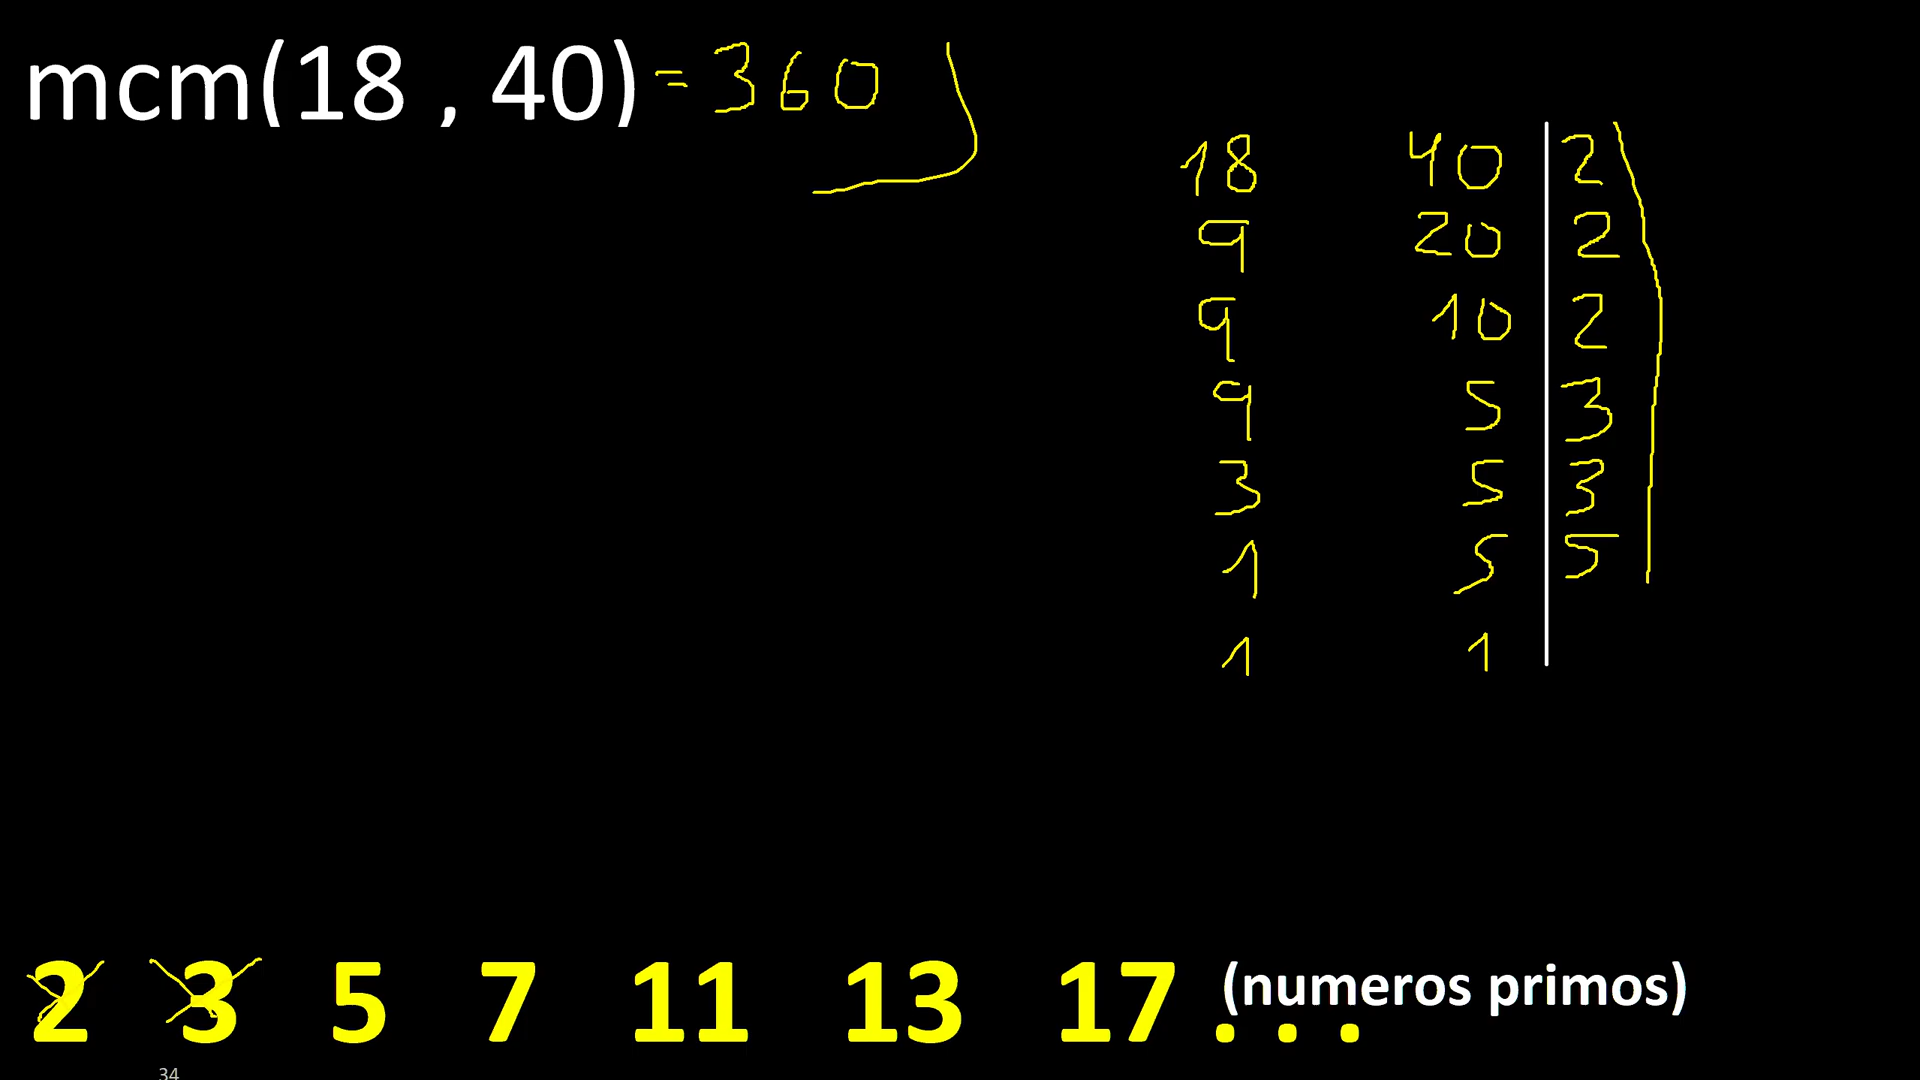 mcm(18 , 40) = 360
18 40 2
9 20 2
9 10 2
9 5 3
3 5 3
1 5 5
1 1
2 3 5 7 11 13 17 . . . (numeros primos)
34